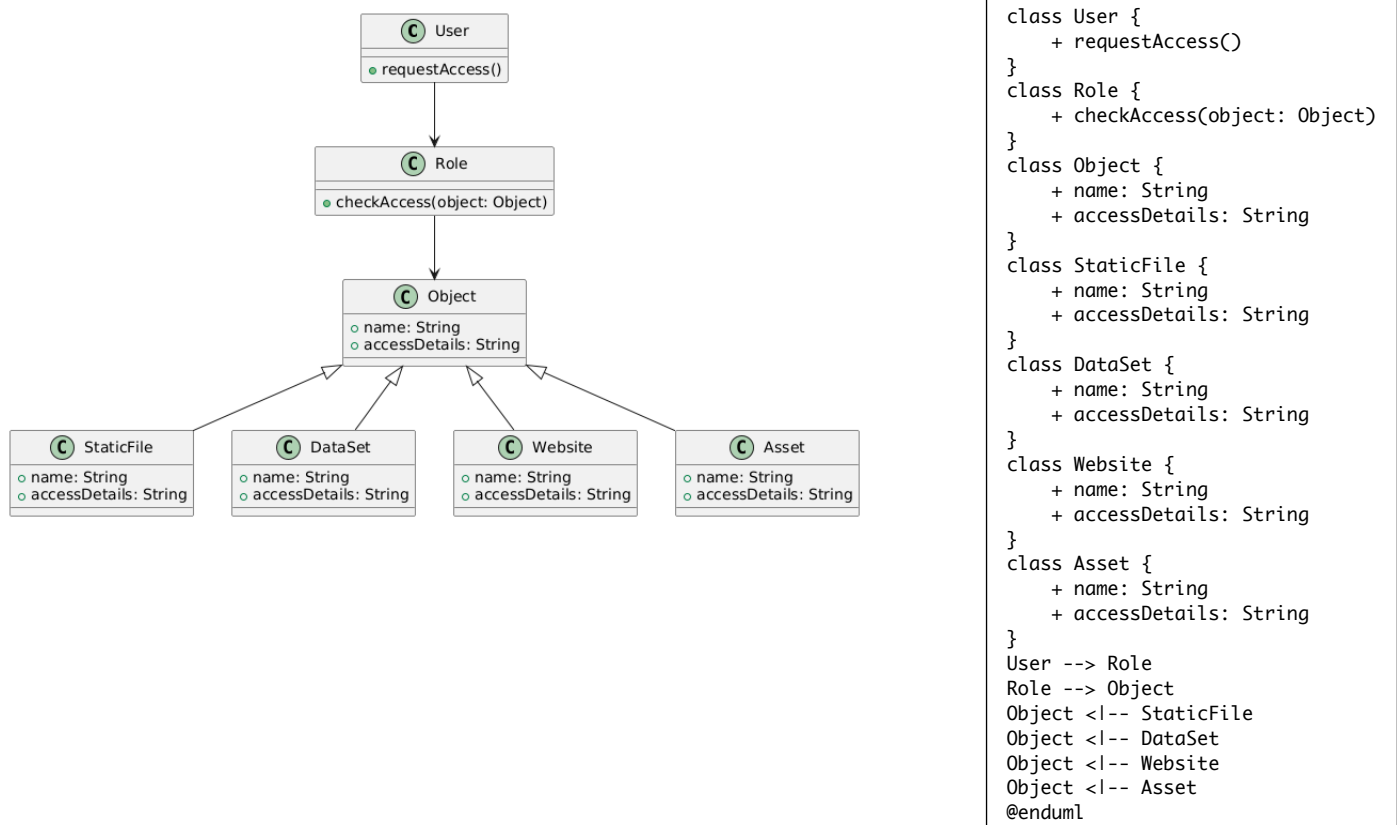 C User
requestAccess()
C Role
checkAccess(object: Object)
C Object
name: String
accessDetails: String
C StaticFile
name: String
accessDetails: String
C DataSet
name: String
accessDetails: String
C Website
name: String
accessDetails: String
C Asset
name: String
accessDetails: String
class User {
+ requestAccess()
}
class Role {
+ checkAccess(object: Object)
}
class Object {
+ name: String
+ accessDetails: String
}
class StaticFile {
+ name: String
+ accessDetails: String
}
class DataSet {
+ name: String
+ accessDetails: String
}
class Website {
+ name: String
+ accessDetails: String
}
class Asset {
+ name: String
+ accessDetails: String
}
User --> Role
Role --> Object
Object <|-- StaticFile
Object <|-- DataSet
Object <|-- Website
Object <|-- Asset
@enduml